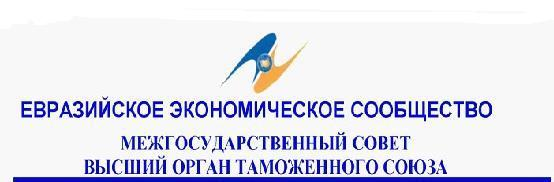 ЕВРАЗИЙСКОЕ ЭКОНОМИЧЕСКОЕ СООБЩЕСТВО
МЕЖГОСУДАРСТВЕННЫЙ СОВЕТ
ВЫСШИЙ ОРГАН ТАМОЖЕННОГО СОЮЗА